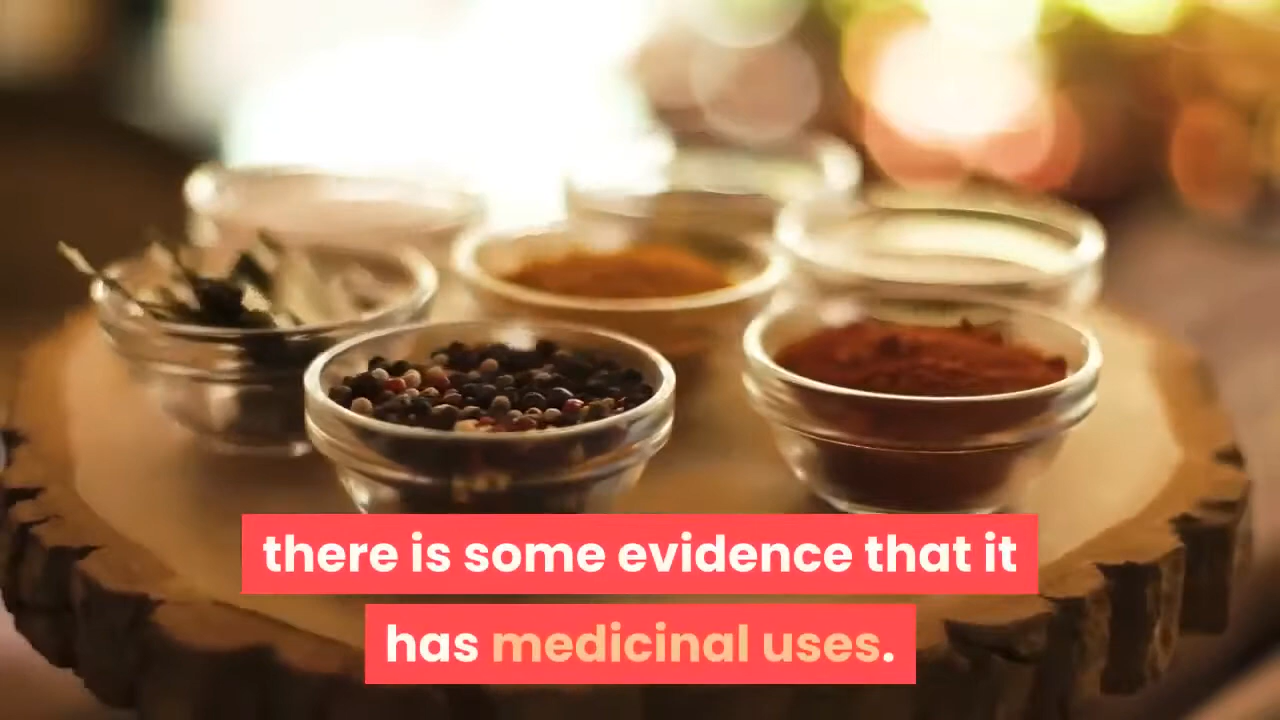 there is some evidence that it
has medicinal uses.